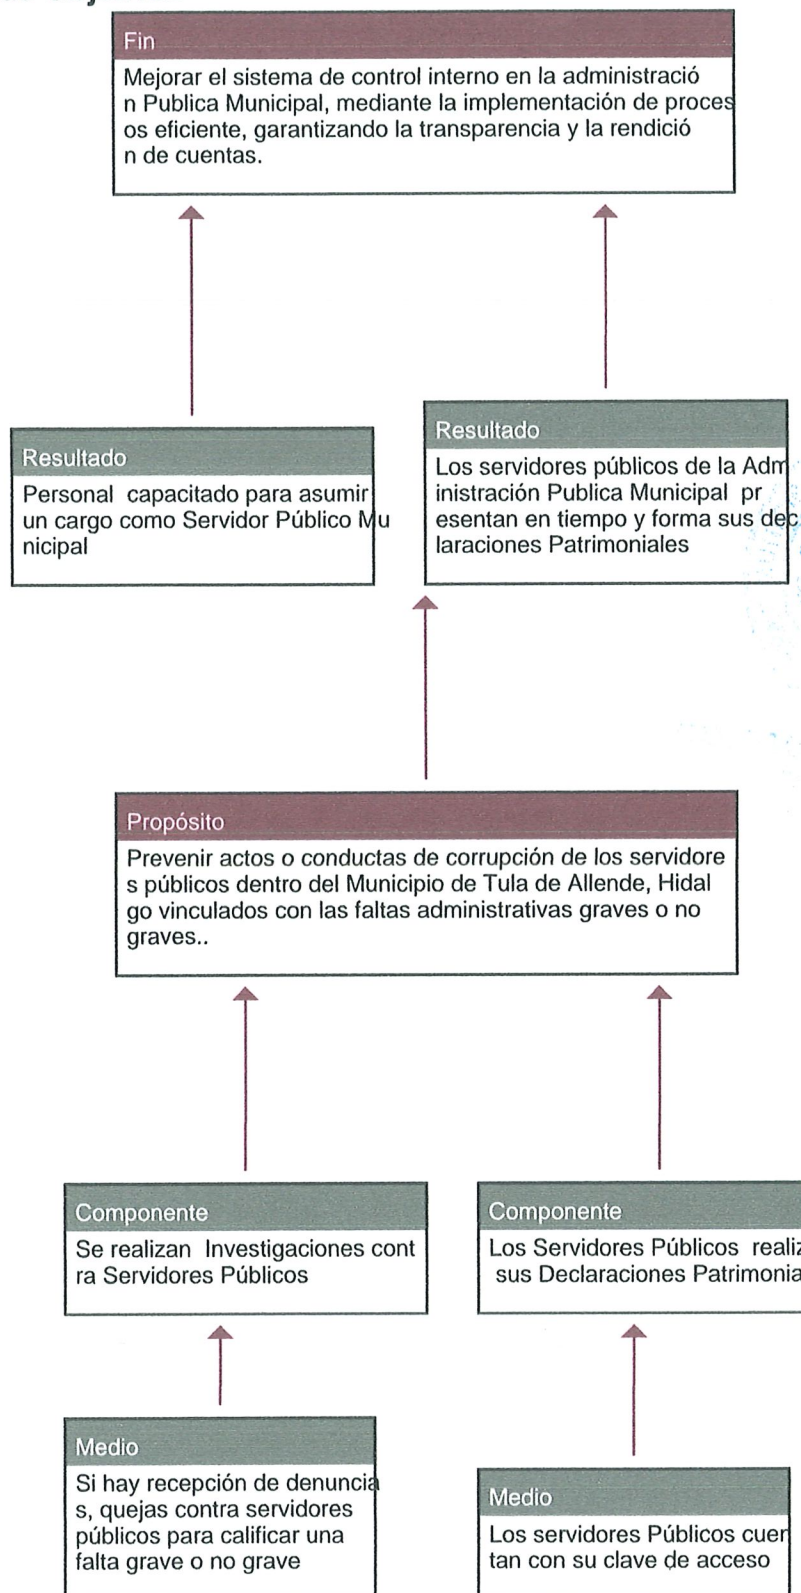 Fin
Mejorar el sistema de control interno en la administració
n Publica Municipal, mediante la implementación de proces
os eficiente, garantizando la transparencia y la rendició
n de cuentas.
Resultado
Personal capacitado para asumir
un cargo como Servidor Público Mu
nicipal
Resultado
Los servidores públicos de la Adm
inistración Publica Municipal pr
esentan en tiempo y forma sus dec
laraciones Patrimoniales
Propósito
Prevenir actos o conductas de corrupción de los servidore
s públicos dentro del Municipio de Tula de Allende, Hidal
go vinculados con las faltas administrativas graves o no
graves..
Componente
Se realizan Investigaciones cont
ra Servidores Públicos
Componente
Los Servidores Públicos realiz
sus Declaraciones Patrimonia
Medio
Si hay recepción de denuncia
s, quejas contra servidores
públicos para calificar una
falta grave o no grave
Medio
Los servidores Públicos cuen
tan con su clave de acceso